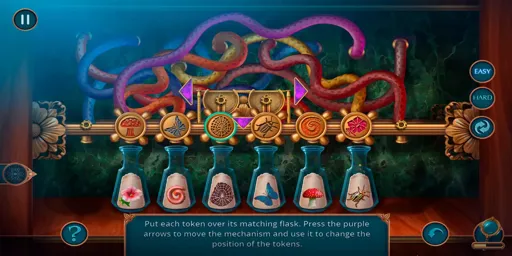 EASY
HARD
Put each token over its matching flask. Press the purple
arrows to move the mechanism and use it to change the
position of the tokens.
?